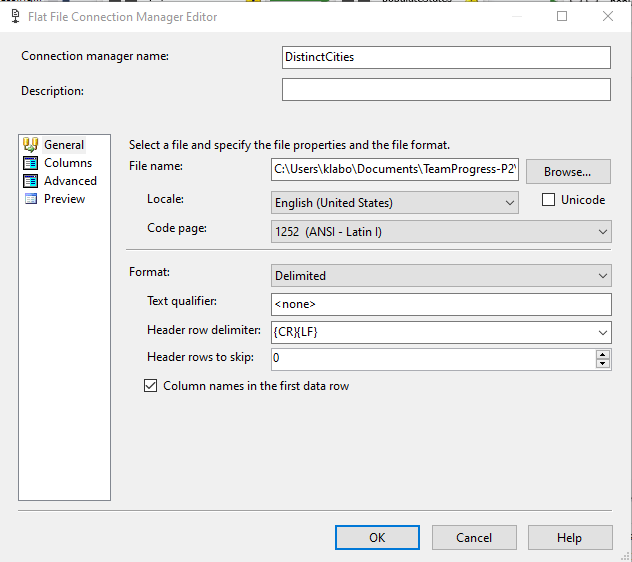 Flat File Connection Manager Editor
Connection manager name: DistinctCities
Description:
General
Columns
Advanced
Preview
Select a file and specify the file properties and the file format.
File name: C:\Users\klabo\Documents\TeamProgress-P2\ Browse...
Locale: English (United States) Unicode
Code page: 1252 (ANSI - Latin I)
Format: Delimited
Text qualifier: <none>
Header row delimiter: {CR}{LF}
Header rows to skip: 0
Column names in the first data row
OK Cancel Help